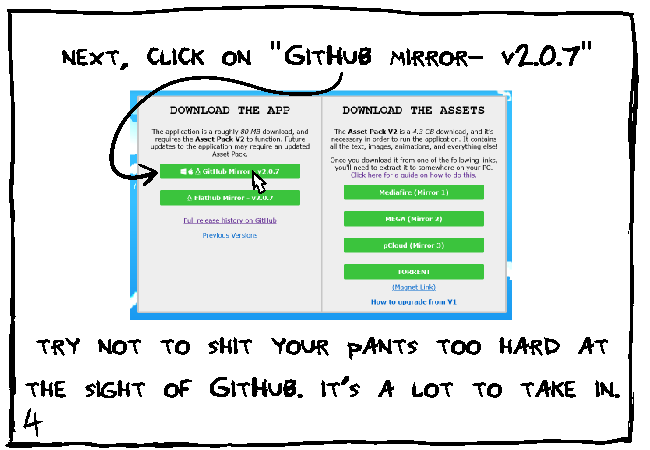 NEXT, CLICK ON "GITHUB MIRROR- v2.0.7"
DOWNLOAD THE APP
The application is a roughly 80 MB download, and
requires the Asset Pack V2 to function. Future
updates to the application may require an updated
Asset Pack.
GitHub Mirror - v2.0.7
Flathub Mirror - v2.0.7
Full release history on GitHub
Previous Versions
DOWNLOAD THE ASSETS
The Asset Pack V2 is a 4.3 GB download, and it's
necessary in order to run the application. It contains
all the text, images, animations, and everything else!
Once you download it from one of the following links,
you'll need to extract it to somewhere on your PC.
Click here for a guide on how to do this.
Mediafire (Mirror 1)
MEGA (Mirror 2)
pCloud (Mirror 3)
TORRENT
(Magnet Link)
How to upgrade from V1
TRY NOT TO SHIT YOUR PANTS TOO HARD AT
THE SIGHT OF GITHUB. IT'S A LOT TO TAKE IN.
4